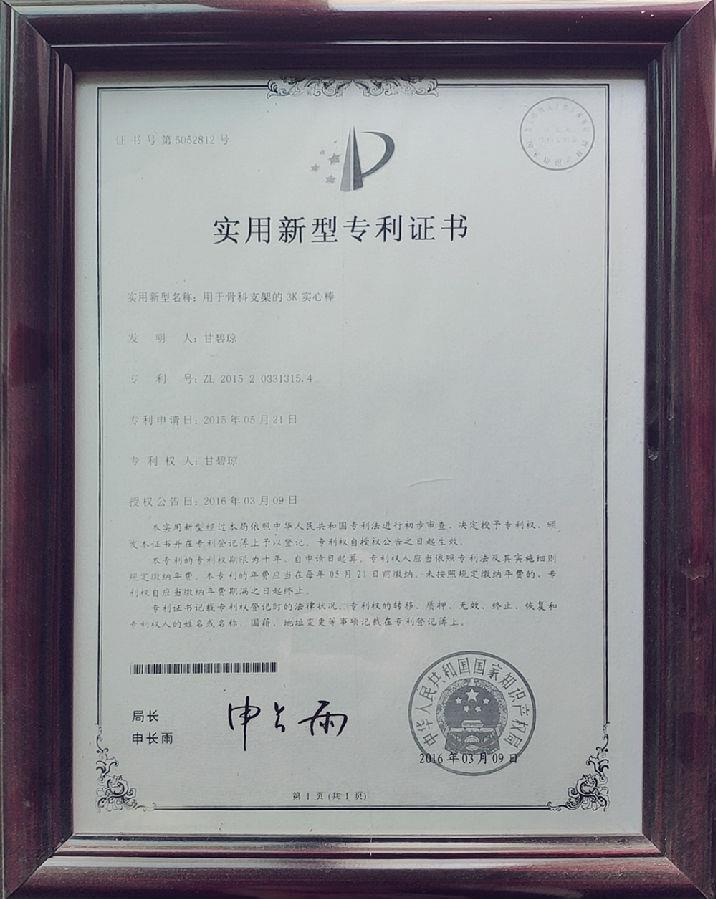 证书号第5052812号
实用新型专利证书
实用新型名称：用于骨科支架的3K实心棒
发 明 人：甘碧琼
专 利 号：ZL 2015 2 0331315.4
专利申请日：2015年05月21日
专 利 权 人：甘碧琼
授权公告日：2016年03月09日
本实用新型经过本局依照中华人民共和国专利法进行初步审查，决定授予专利权，颁
发本证书并在专利登记簿上予以登记。专利权自授权公告之日起生效。
本专利的专利权期限为十年，自申请日起算。专利权人应当依照专利法及其实施细则
规定缴纳年费。本专利的年费应当在每年05月21日前缴纳。未按照规定缴纳年费的，专
利权自应当缴纳年费期满之日起终止。
专利证书记载专利权登记时的法律状况。专利权的转移、质押、无效、终止、恢复和
专利权人的姓名或名称、国籍、地址变更等事项记载在专利登记簿上。
局长
申长雨
申长雨
中华人民共和国国家知识产权局
2016年03月09日
第 1 页 (共 1 页)